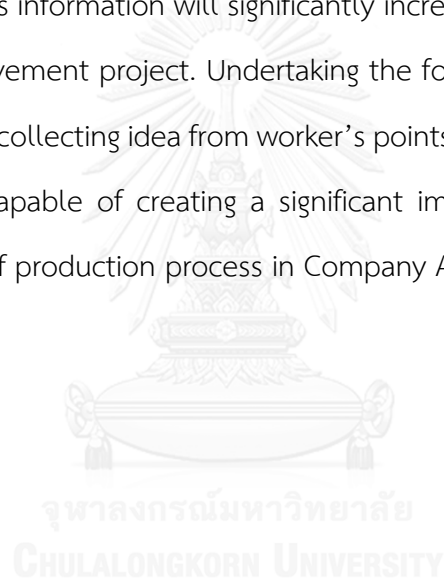 s information will significantly incre
vement project. Undertaking the fo
collecting idea from worker's points
apable of creating a significant im
f production process in Company A
จุฬาลงกรณ์มหาวิทยาลัย
CHULALONGKORN UNIVERSITY